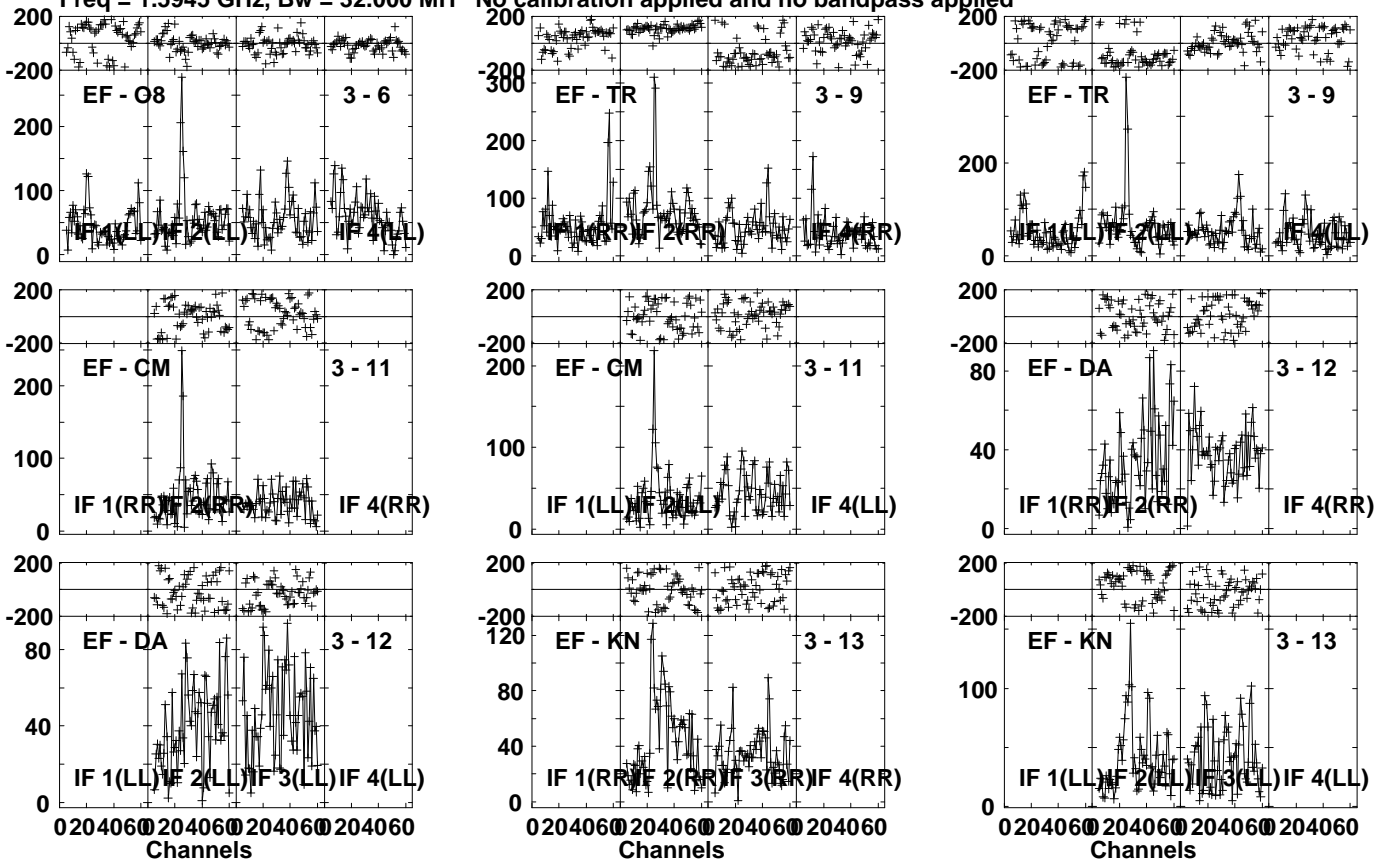 Freq = 1.5945 GHz, Bw = 32.000 MH No calibration applied and no bandpass applied
200
-200
EF - O8 3 - 6
200
100
0
IF 1(LL) IF 2(LL) IF 4(LL)
-200
300
EF - TR 3 - 9
200
100
0
IF 1(RR) IF 2(RR) IF 4(RR)
200
-200
EF - TR 3 - 9
200
0
IF 1(LL) IF 2(LL) IF 4(LL)
200
-200
EF - CM 3 - 11
200
100
0
IF 1(RR) IF 2(RR) IF 4(RR)
-200
EF - CM 3 - 11
200
100
0
IF 1(LL) IF 2(LL) IF 4(LL)
200
-200
EF - DA 3 - 12
80
40
0
IF 1(RR) IF 2(RR) IF 4(RR)
200
-200
EF - DA 3 - 12
80
40
0
IF 1(LL) IF 2(LL) IF 3(LL) IF 4(LL)
0 20 40 60 0 20 40 60 0 20 40 60 0 20 40 60
Channels
-200
EF - KN 3 - 13
120
80
40
0
IF 1(RR) IF 2(RR) IF 3(RR) IF 4(RR)
0 20 40 60 0 20 40 60 0 20 40 60 0 20 40 60
Channels
200
-200
EF - KN 3 - 13
100
0
IF 1(LL) IF 2(LL) IF 3(LL) IF 4(LL)
0 20 40 60 0 20 40 60 0 20 40 60 0 20 40 60
Channels